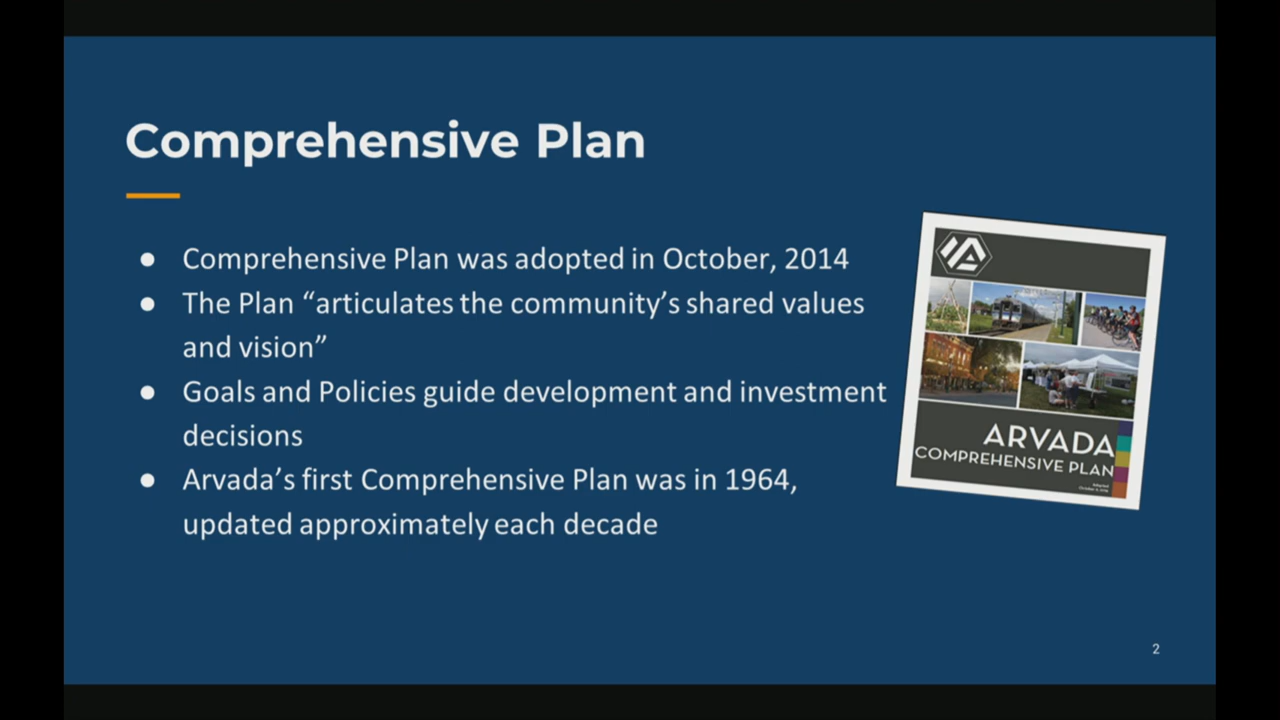 Comprehensive Plan
● Comprehensive Plan was adopted in October, 2014
● The Plan “articulates the community’s shared values
and vision”
● Goals and Policies guide development and investment
decisions
● Arvada’s first Comprehensive Plan was in 1964,
updated approximately each decade
ARVADA
COMPREHENSIVE PLAN
2